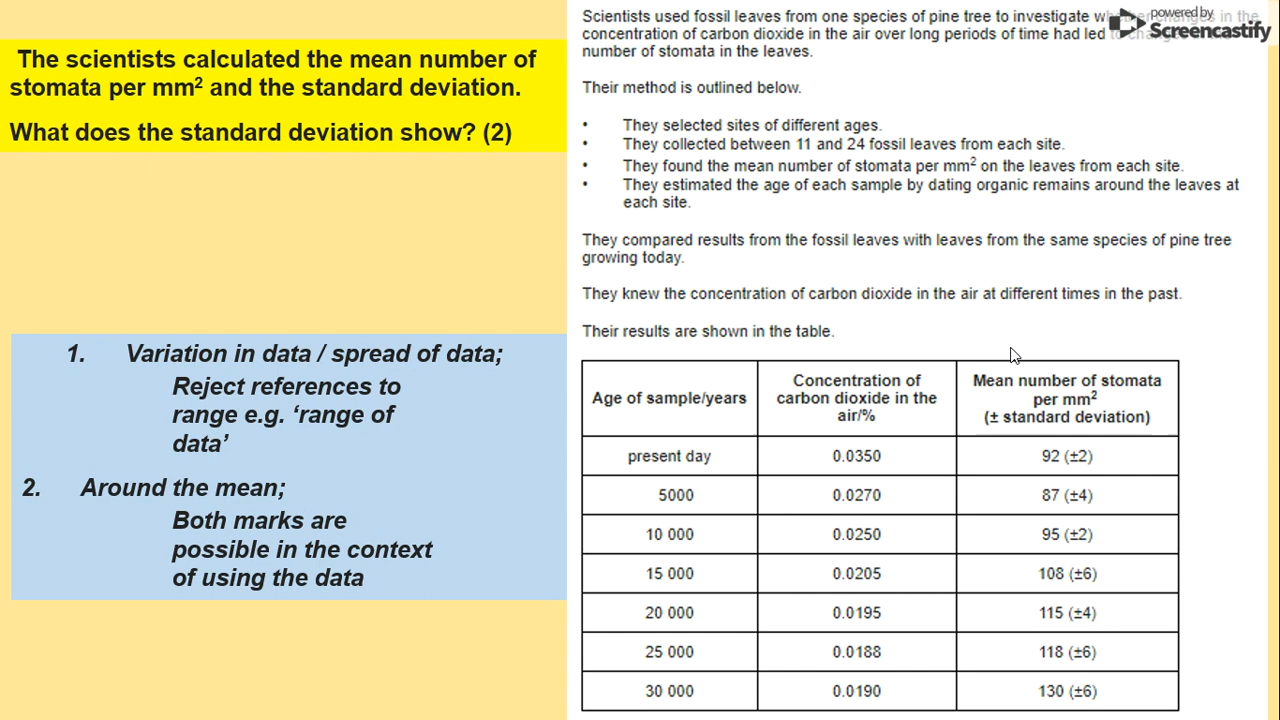 The scientists calculated the mean number of
stomata per mm² and the standard deviation.
What does the standard deviation show? (2)
1. Variation in data / spread of data;
Reject references to
range e.g. ‘range of
data’
2. Around the mean;
Both marks are
possible in the context
of using the data
powered by
Screencastify
Scientists used fossil leaves from one species of pine tree to investigate whether changes in the
concentration of carbon dioxide in the air over long periods of time had led to
number of stomata in the leaves.
Their method is outlined below.
• They selected sites of different ages.
• They collected between 11 and 24 fossil leaves from each site.
• They found the mean number of stomata per mm² on the leaves from each site.
• They estimated the age of each sample by dating organic remains around the leaves at
each site.
They compared results from the fossil leaves with leaves from the same species of pine tree
growing today.
They knew the concentration of carbon dioxide in the air at different times in the past.
Their results are shown in the table.
Age of sample/years
Concentration of
carbon dioxide in the
air/%
Mean number of stomata
per mm²
(± standard deviation)
present day 0.0350 92 (±2)
5000 0.0270 87 (±4)
10 000 0.0250 95 (±2)
15 000 0.0205 108 (±6)
20 000 0.0195 115 (±4)
25 000 0.0188 118 (±6)
30 000 0.0190 130 (±6)